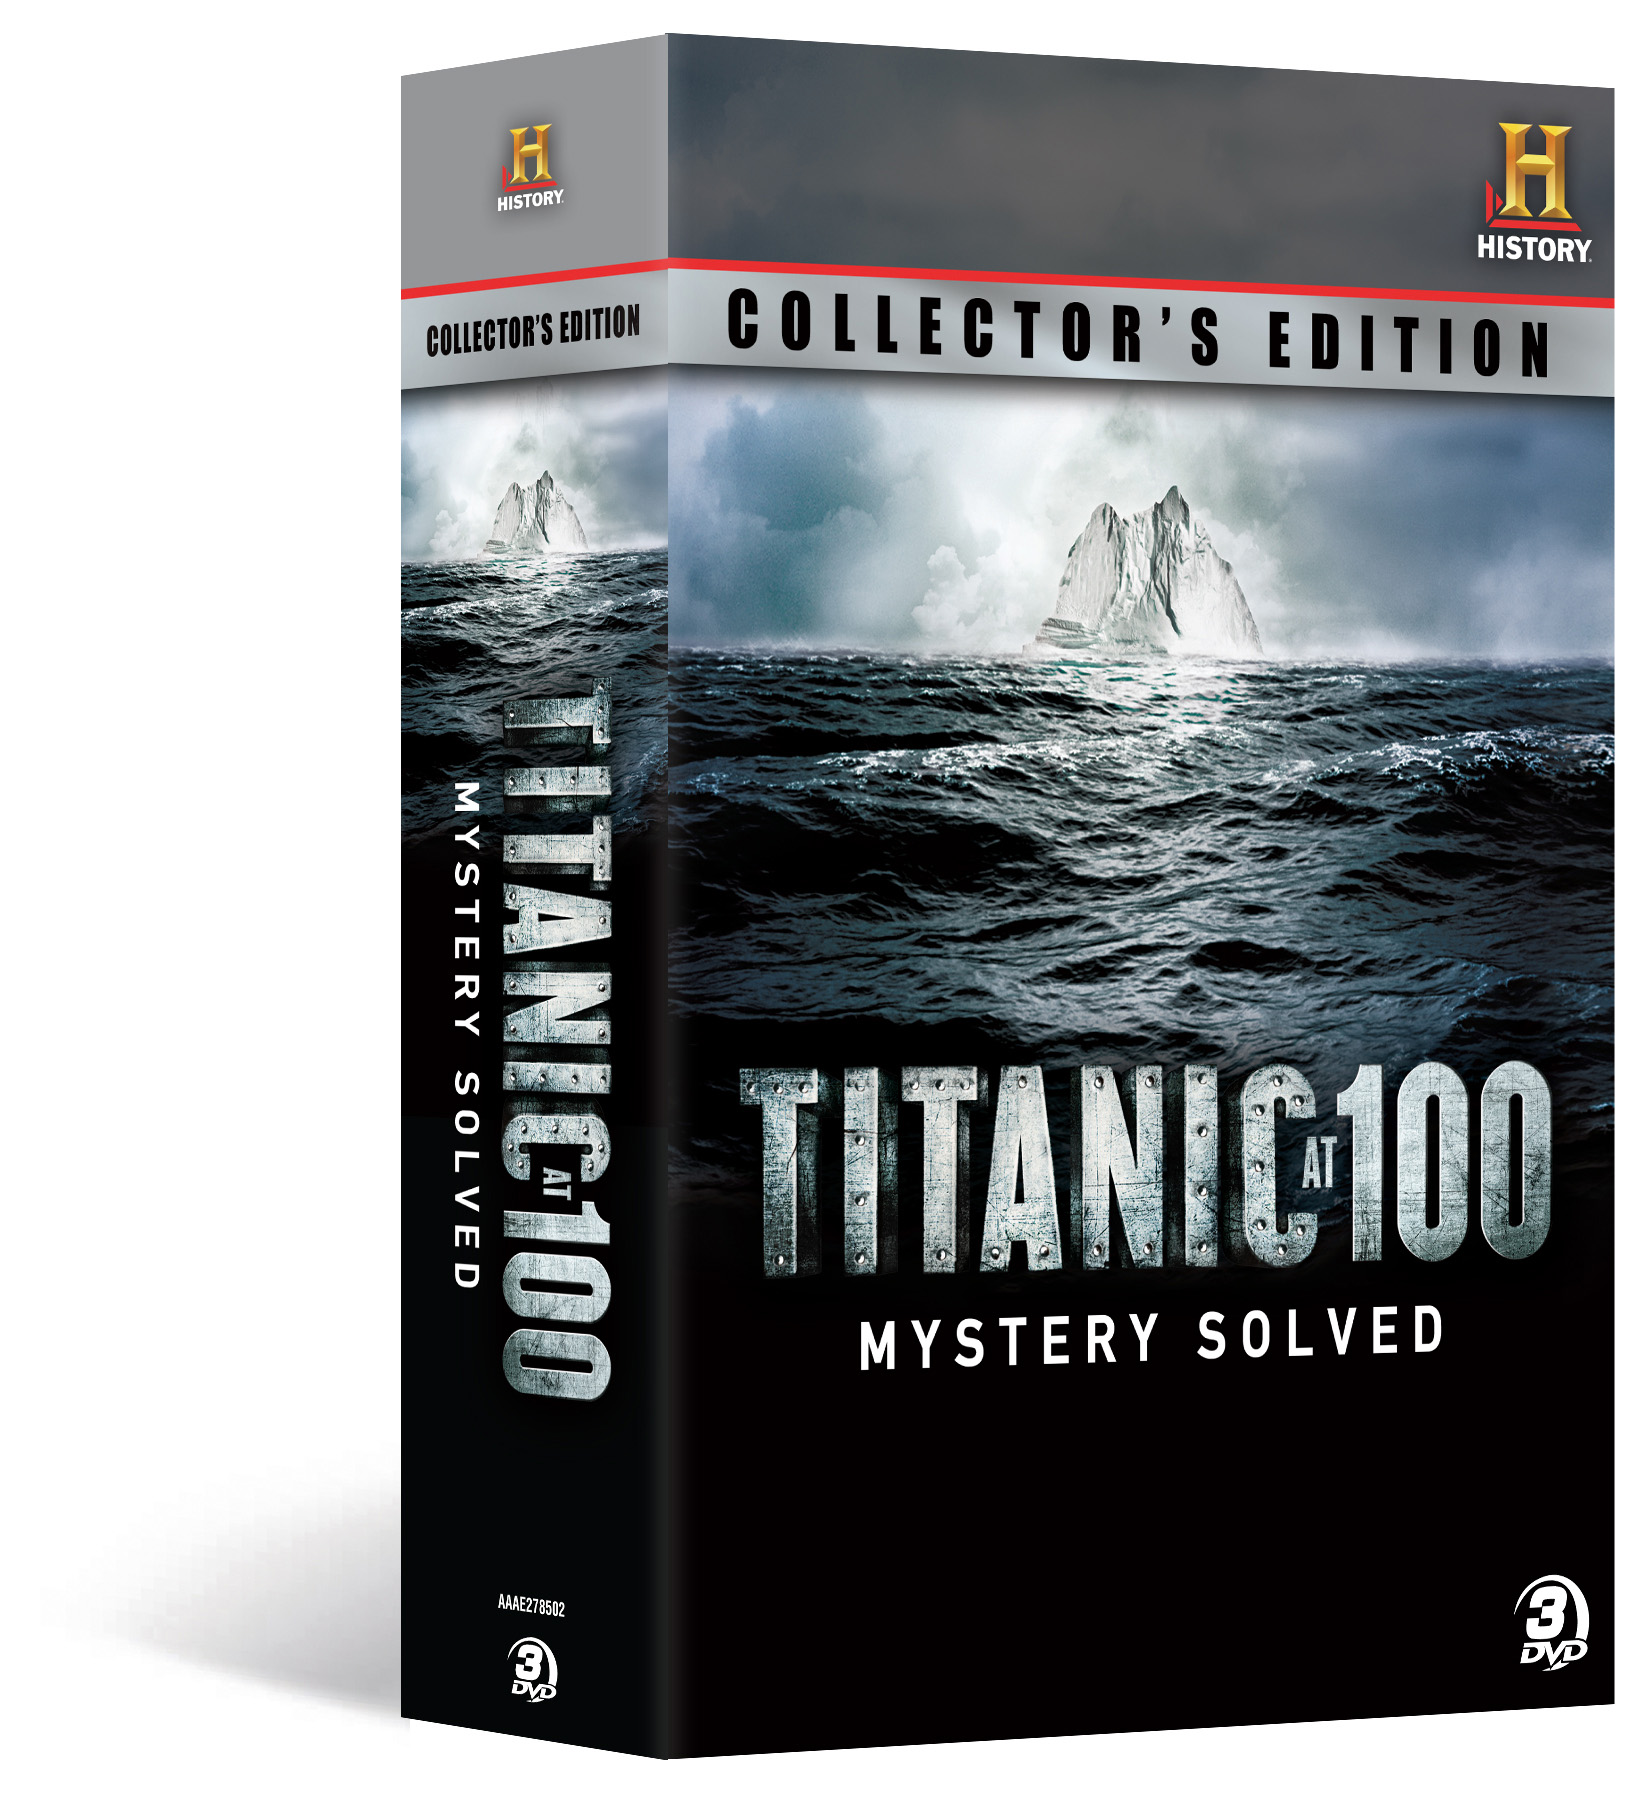 H
HISTORY
COLLECTOR'S EDITION
TITANIC AT 100
MYSTERY SOLVED
AAAE278502
3
DVD
H
HISTORY
COLLECTOR'S EDITION
TITANIC AT 100
MYSTERY SOLVED
3
DVD